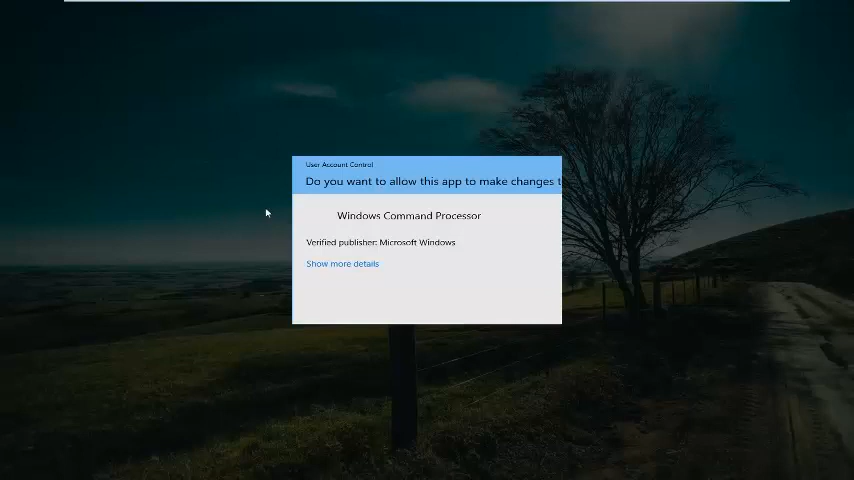 User Account Control
Do you want to allow this app to make changes t
Windows Command Processor
Verified publisher: Microsoft Windows
Show more details